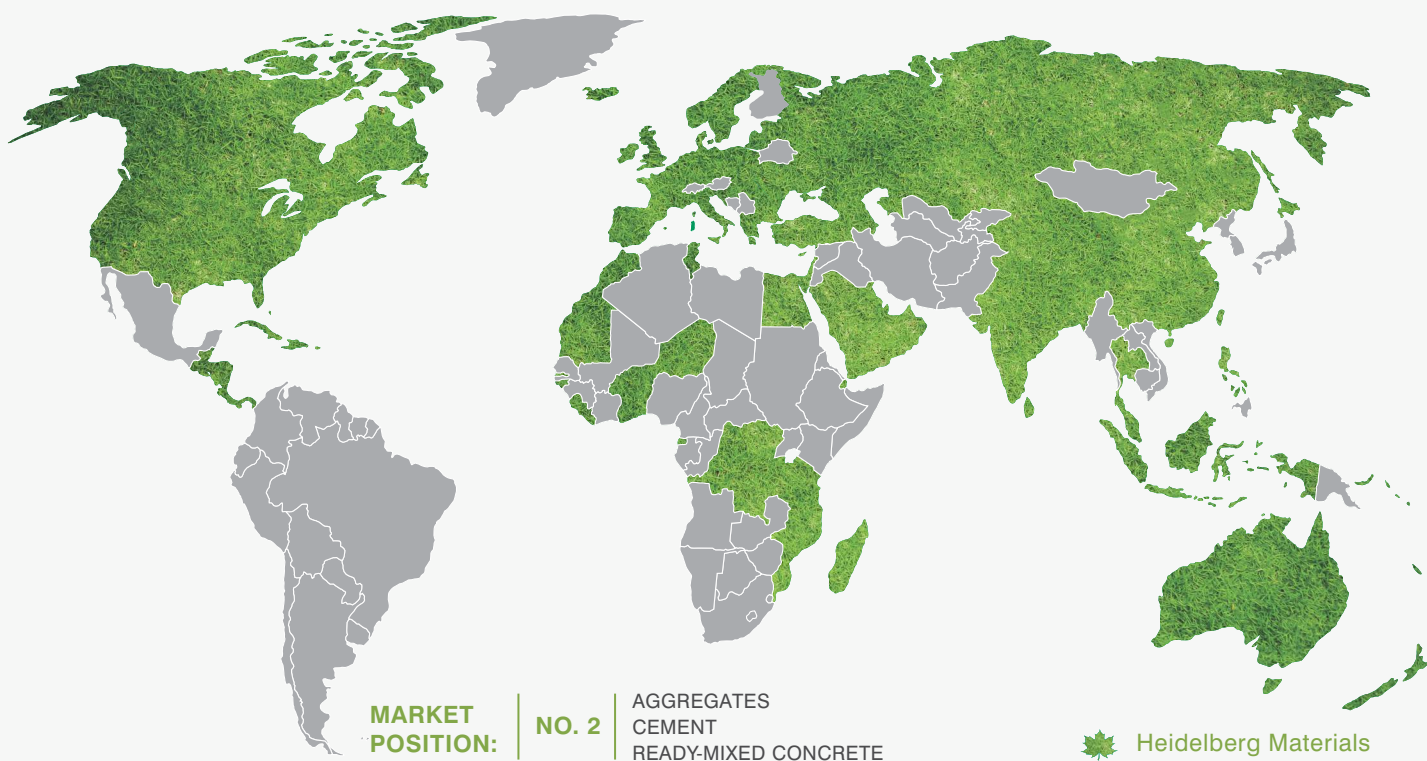 MARKET
POSITION:
NO. 2
AGGREGATES
CEMENT
READY-MIXED CONCRETE
Heidelberg Materials